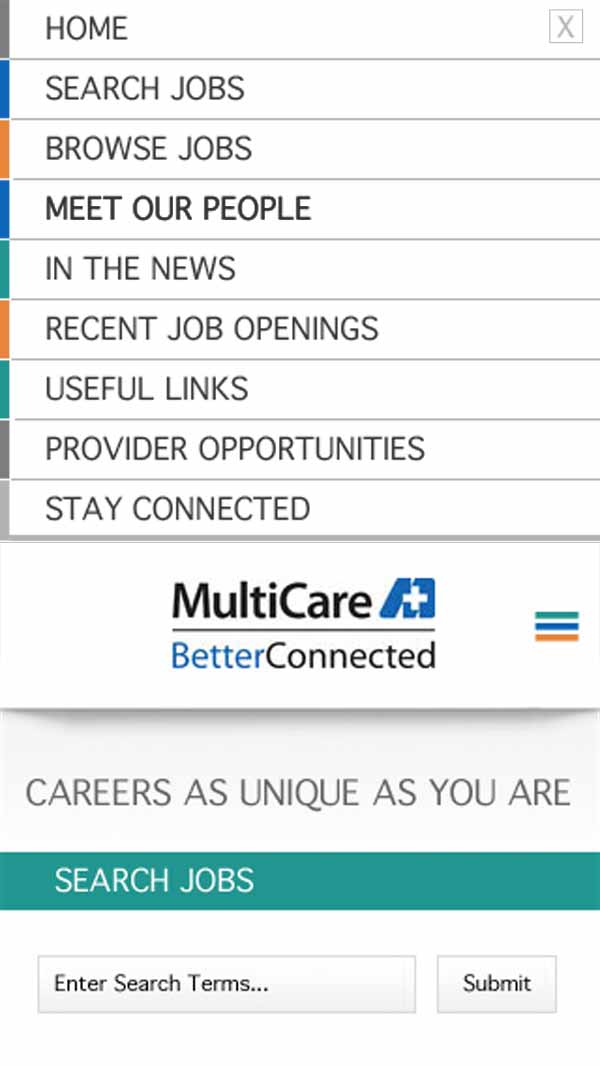 HOME
X
SEARCH JOBS
BROWSE JOBS
MEET OUR PEOPLE
IN THE NEWS
RECENT JOB OPENINGS
USEFUL LINKS
PROVIDER OPPORTUNITIES
STAY CONNECTED
MultiCare
BetterConnected
CAREERS AS UNIQUE AS YOU ARE
SEARCH JOBS
Enter Search Terms...
Submit